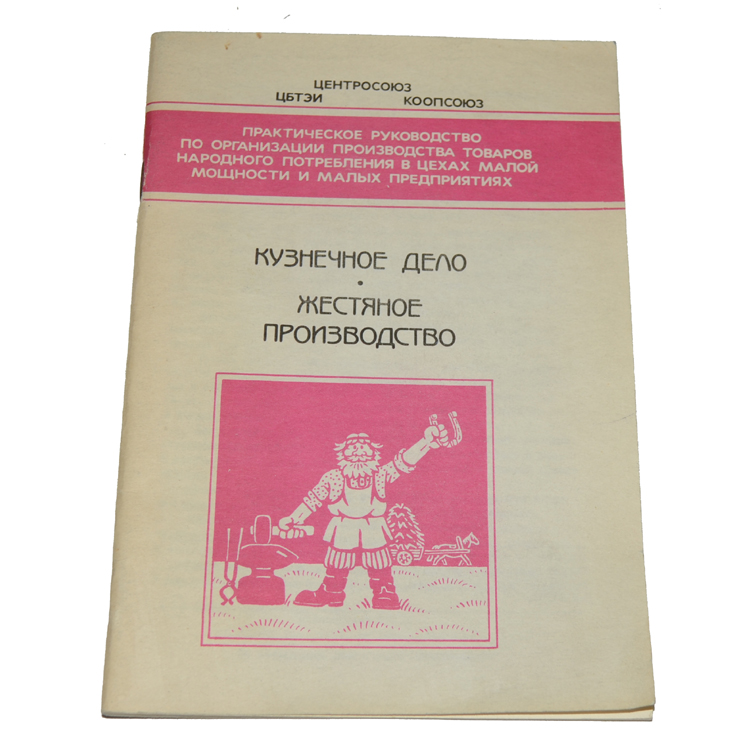 ЦЕНТРОСОЮЗ
ЦБТЭИ КООПСОЮЗ
ПРАКТИЧЕСКОЕ РУКОВОДСТВО
ПО ОРГАНИЗАЦИИ ПРОИЗВОДСТВА ТОВАРОВ
НАРОДНОГО ПОТРЕБЛЕНИЯ В ЦЕХАХ МАЛОЙ
МОЩНОСТИ И МАЛЫХ ПРЕДПРИЯТИЯХ
КУЗНЕЧНОЕ ДЕЛО
•
ЖЕСТЯНОЕ
ПРОИЗВОДСТВО